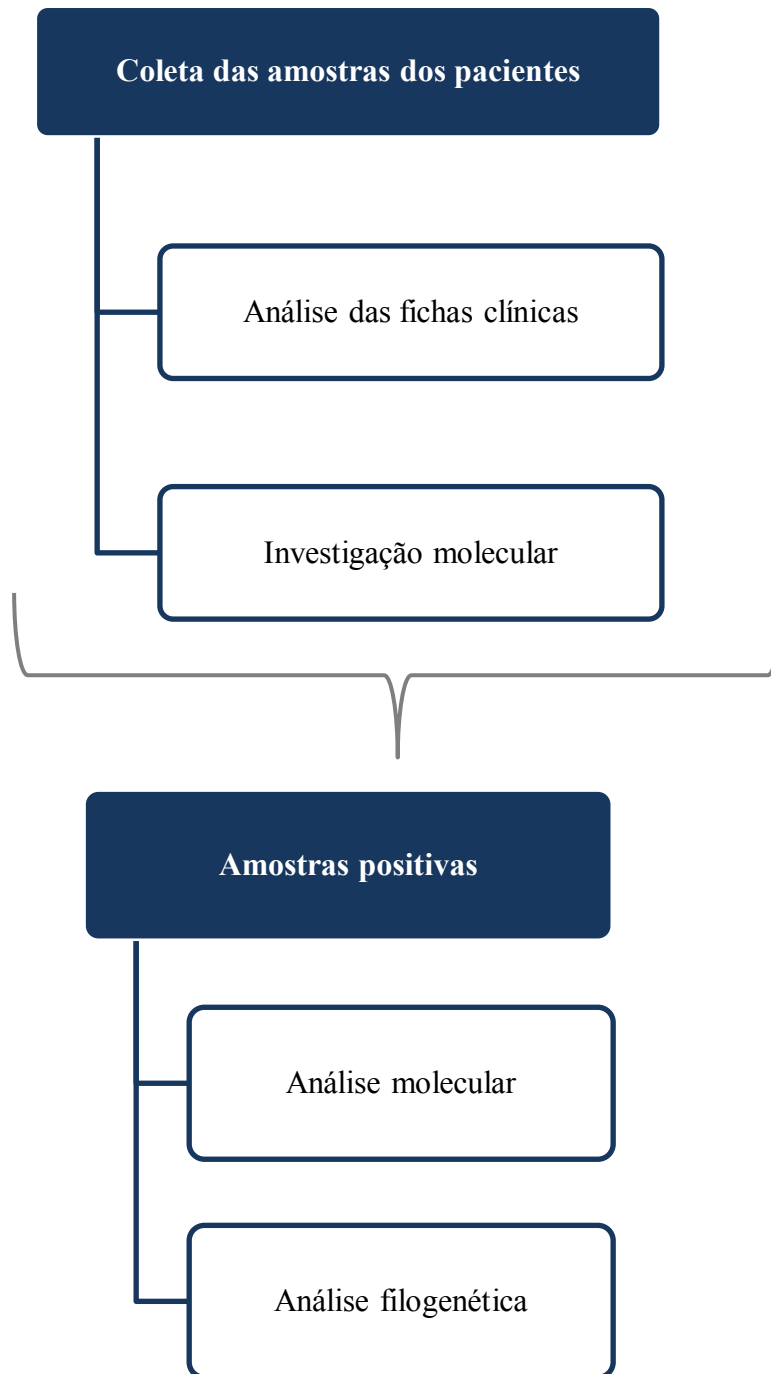 Coleta das amostras dos pacientes
Análise das fichas clínicas
Investigação molecular
Amostras positivas
Análise molecular
Análise filogenética